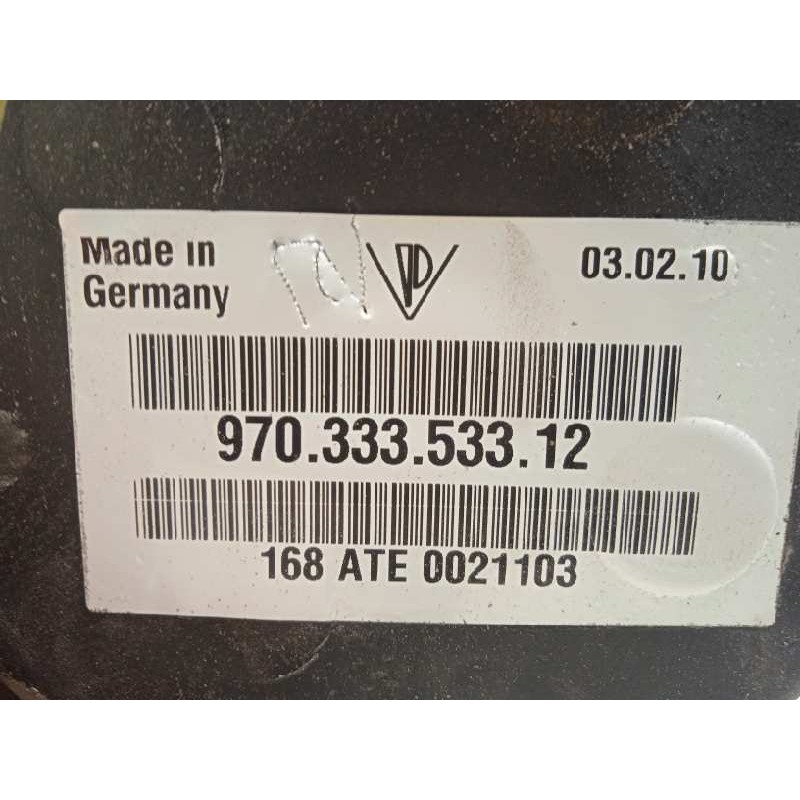 Made in
Germany
03.02.10
970.333.533.12
168 ATE 0021103